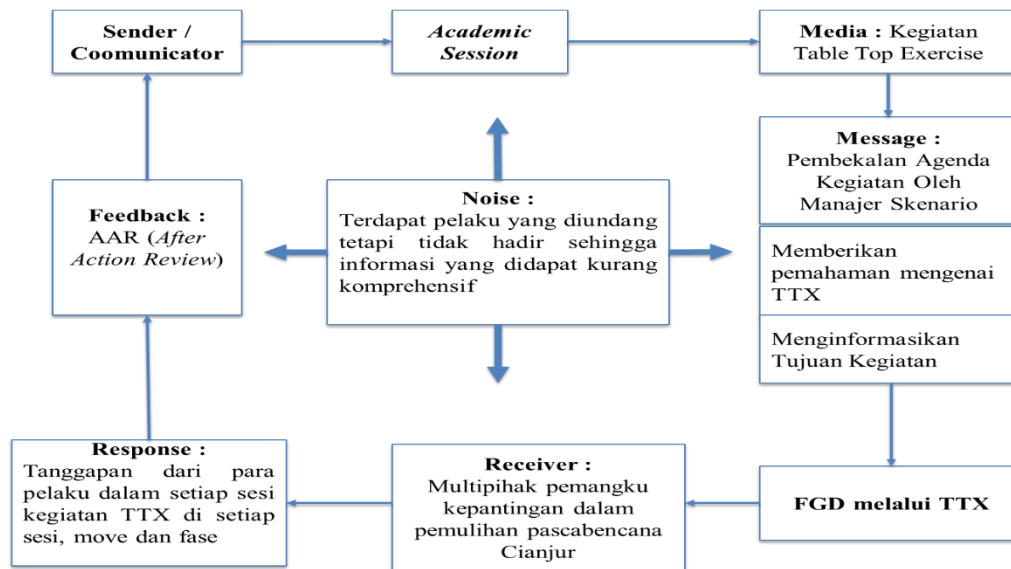 Sender /
Coomunicator
Academic
Session
Media : Kegiatan
Table Top Exercise
Message :
Pembekalan Agenda
Kegiatan Oleh
Manajer Skenario
Memberikan
pemahaman mengenai
TTX
Menginformasikan
Tujuan Kegiatan
Noise :
Terdapat pelaku yang diundang
tetapi tidak hadir sehingga
informasi yang didapat kurang
komprehensif
Feedback :
AAR (After
Action Review)
Response :
Tanggapan dari para
pelaku dalam setiap sesi
kegiatan TTX di setiap
sesi, move dan fase
Receiver :
Multipihak pemangku
kepantingan dalam
pemulihan pascabencana
Cianjur
FGD melalui TTX